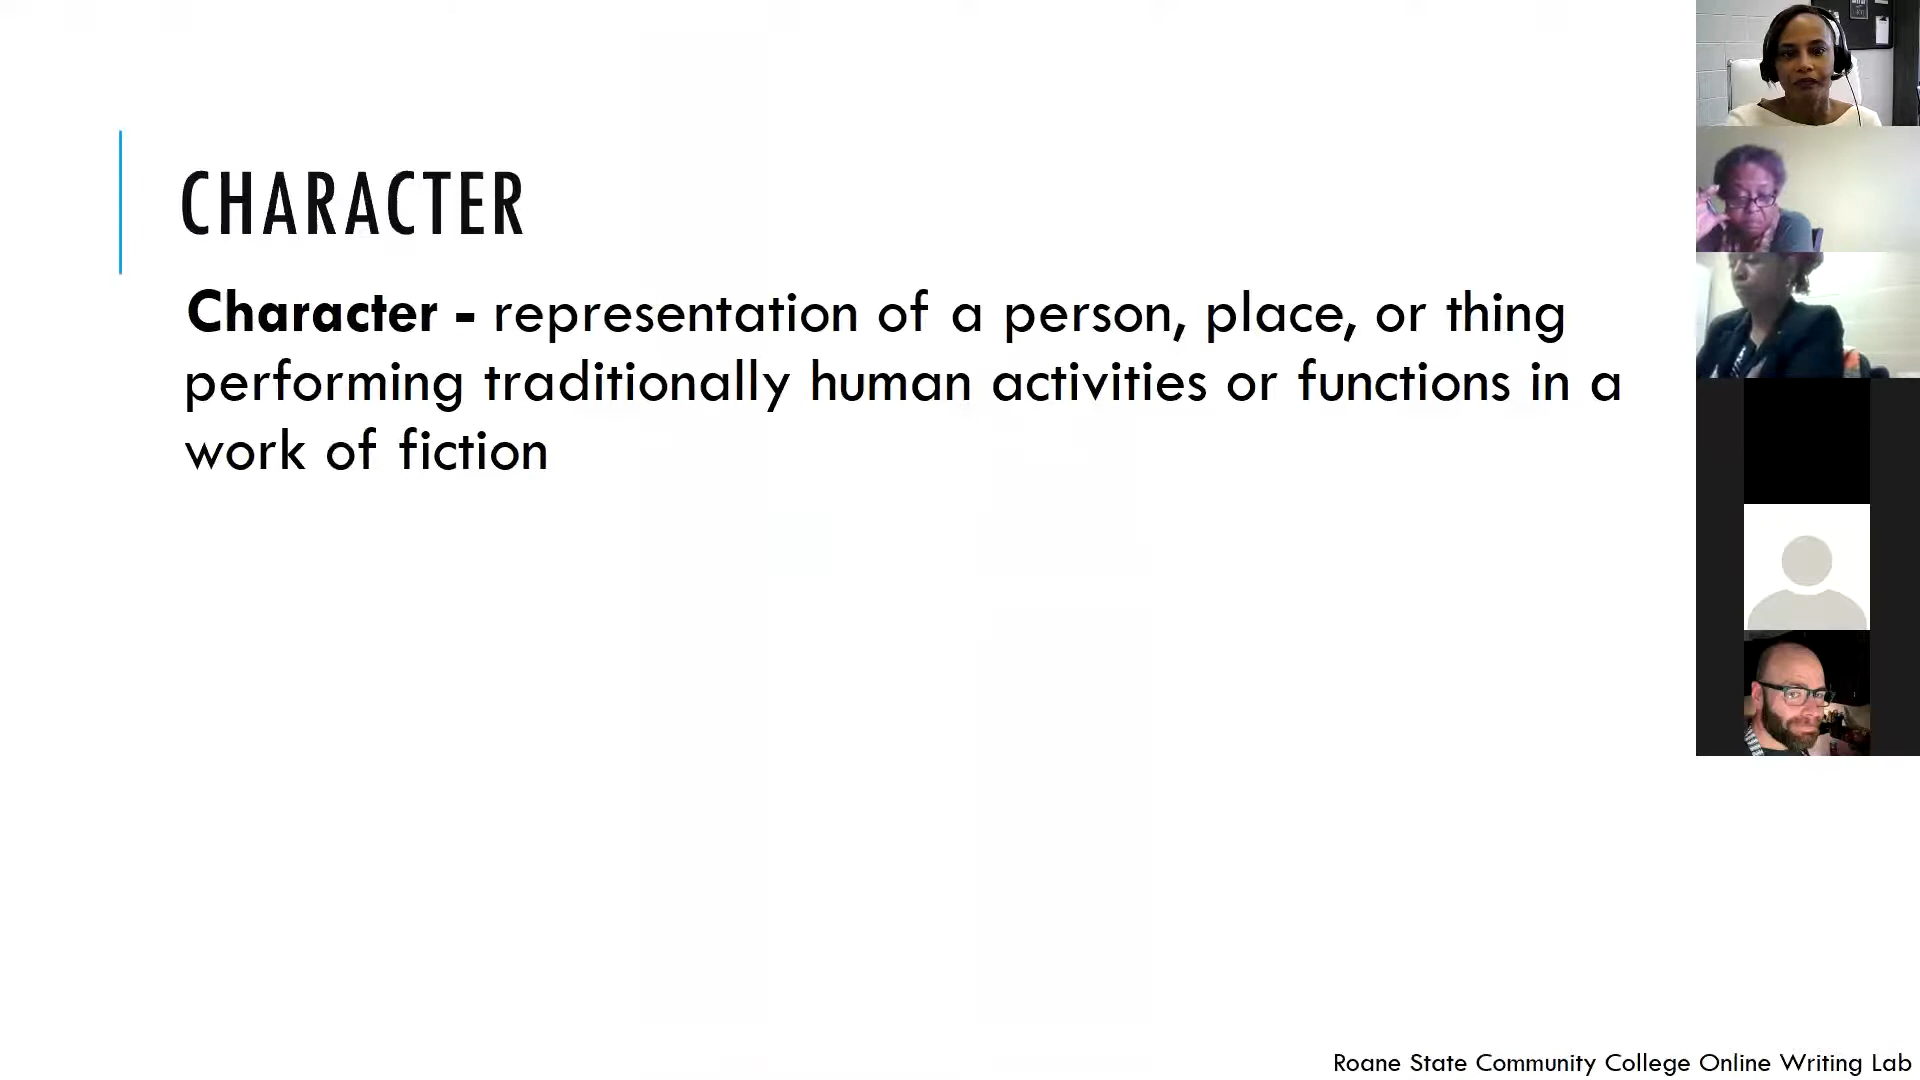 CHARACTER
Character - representation of a person, place, or thing
performing traditionally human activities or functions in a
work of fiction
Roane State Community College Online Writing Lab